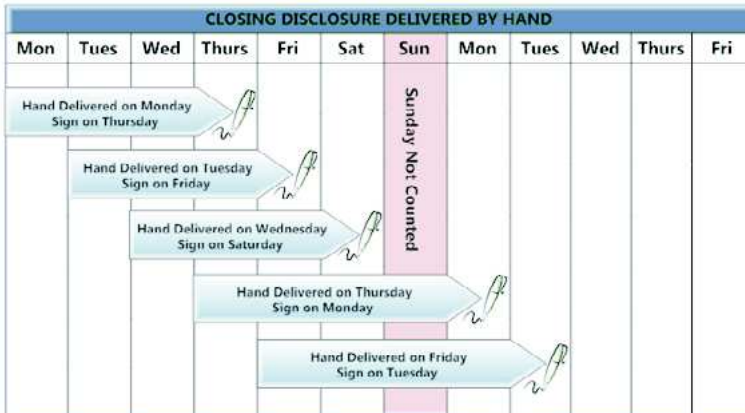 CLOSING DISCLOSURE DELIVERED BY HAND
Mon Tues Wed Thurs Fri Sat Sun Mon Tues Wed Thurs Fri
Hand Delivered on Monday
Sign on Thursday
Hand Delivered on Tuesday
Sign on Friday
Hand Delivered on Wednesday
Sign on Saturday
Sunday Not Counted
Hand Delivered on Thursday
Sign on Monday
Hand Delivered on Friday
Sign on Tuesday